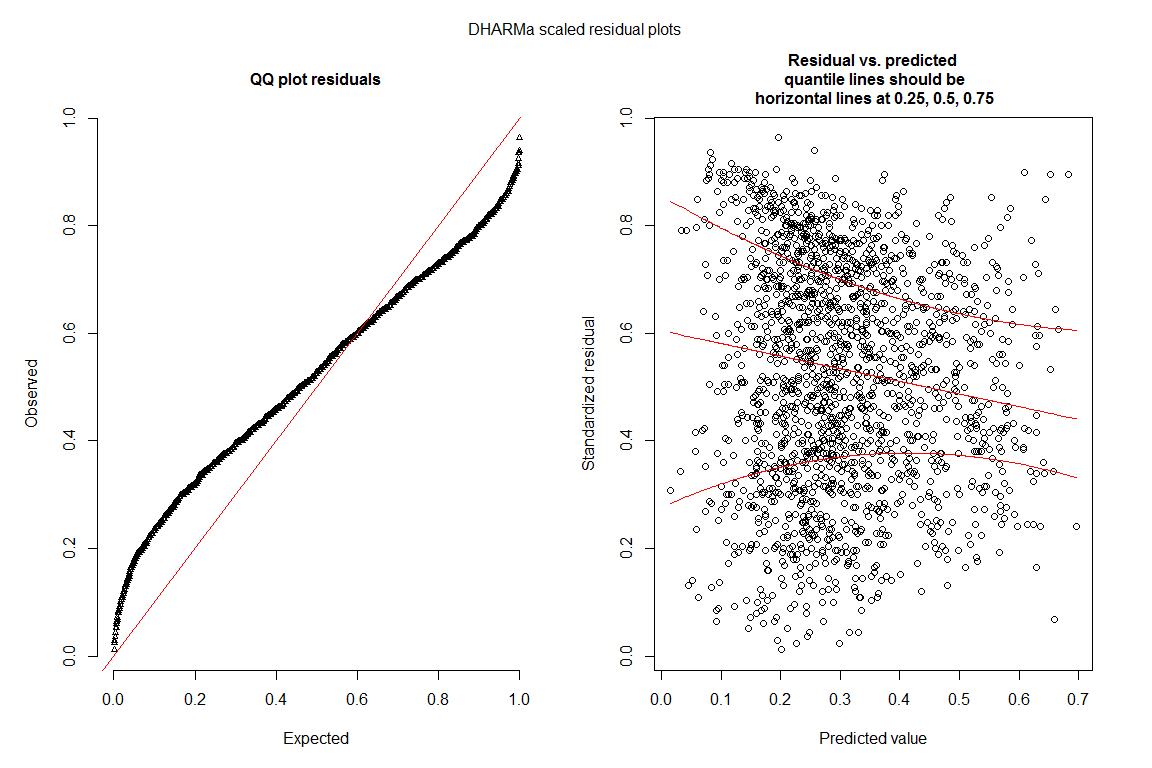 DHARMa scaled residual plots
QQ plot residuals
1.0
0.8
0.6
0.4
0.2
0.0
Observed
0.0 0.2 0.4 0.6 0.8 1.0
Expected
Residual vs. predicted
quantile lines should be
horizontal lines at 0.25, 0.5, 0.75
1.0
0.8
0.6
0.4
0.2
0.0
Standardized residual
0.0 0.1 0.2 0.3 0.4 0.5 0.6 0.7
Predicted value